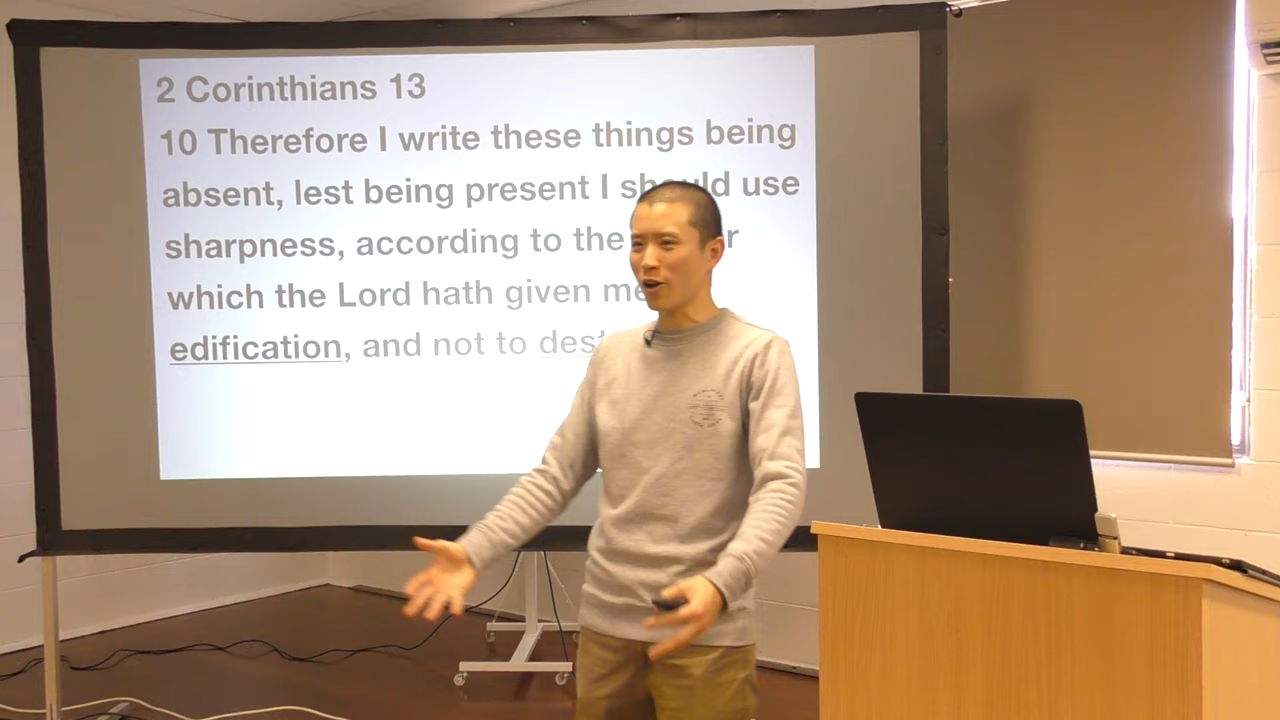 2 Corinthians 13
10 Therefore I write these things being
absent, lest being present I should use
sharpness, according to the
which the Lord hath given me
edification, and not to